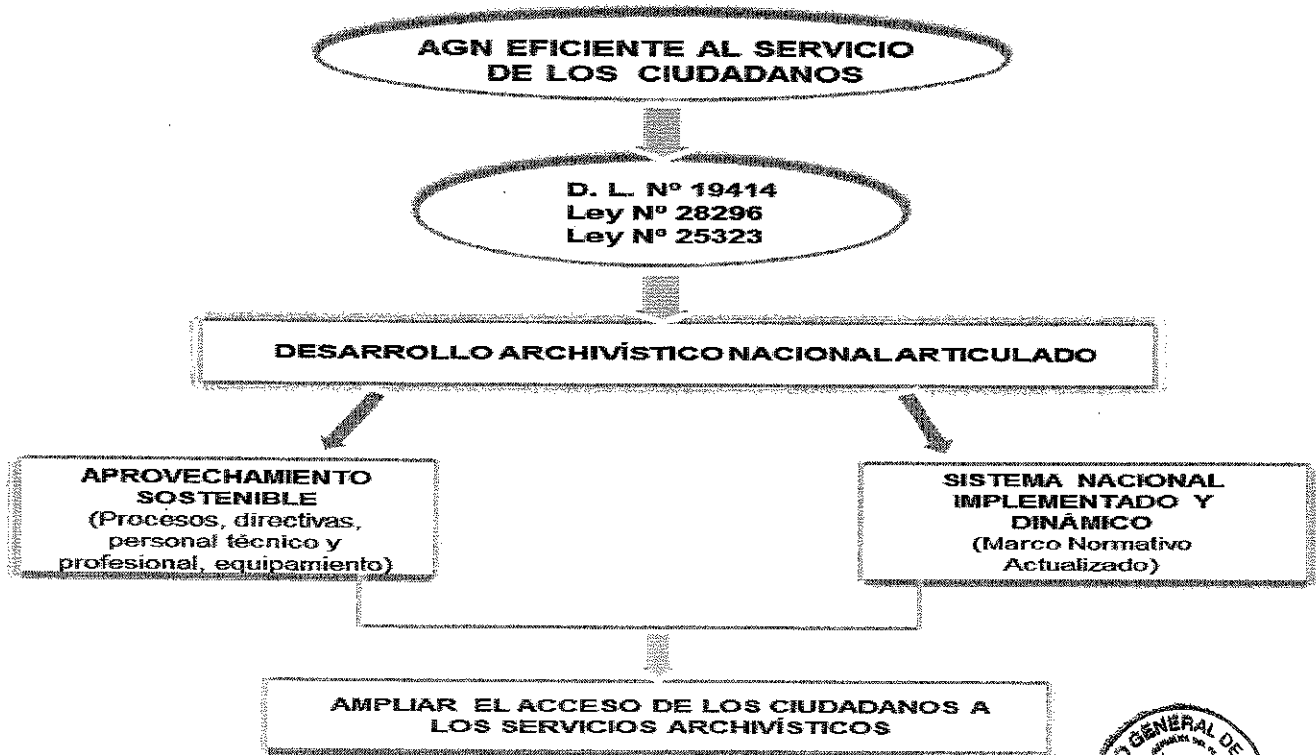 AGN EFICIENTE AL SERVICIO
DE LOS CIUDADANOS
D. L. Nº 19414
Ley Nº 28296
Ley Nº 25323
DESARROLLO ARCHIVÍSTICO NACIONAL ARTICULADO
APROVECHAMIENTO
SOSTENIBLE
(Procesos, directivas,
personal técnico y
profesional, equipamiento)
SISTEMA NACIONAL
IMPLEMENTADO Y
DINÁMICO
(Marco Normativo
Actualizado)
AMPLIAR EL ACCESO DE LOS CIUDADANOS A
LOS SERVICIOS ARCHIVÍSTICOS
GENERAL DE